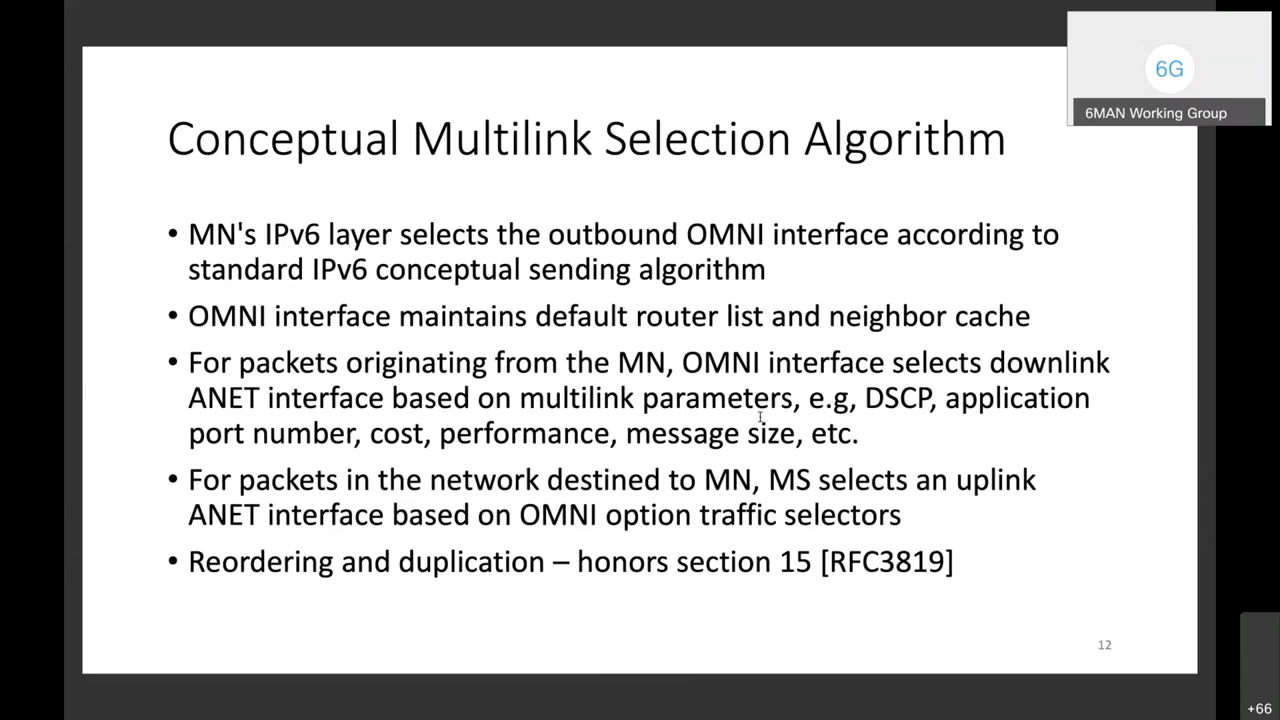 6G
6MAN Working Group
Conceptual Multilink Selection Algorithm
• MN's IPv6 layer selects the outbound OMNI interface according to
standard IPv6 conceptual sending algorithm
• OMNI interface maintains default router list and neighbor cache
• For packets originating from the MN, OMNI interface selects downlink
ANET interface based on multilink parameters, e.g, DSCP, application
port number, cost, performance, message size, etc.
• For packets in the network destined to MN, MS selects an uplink
ANET interface based on OMNI option traffic selectors
• Reordering and duplication – honors section 15 [RFC3819]
12
+66